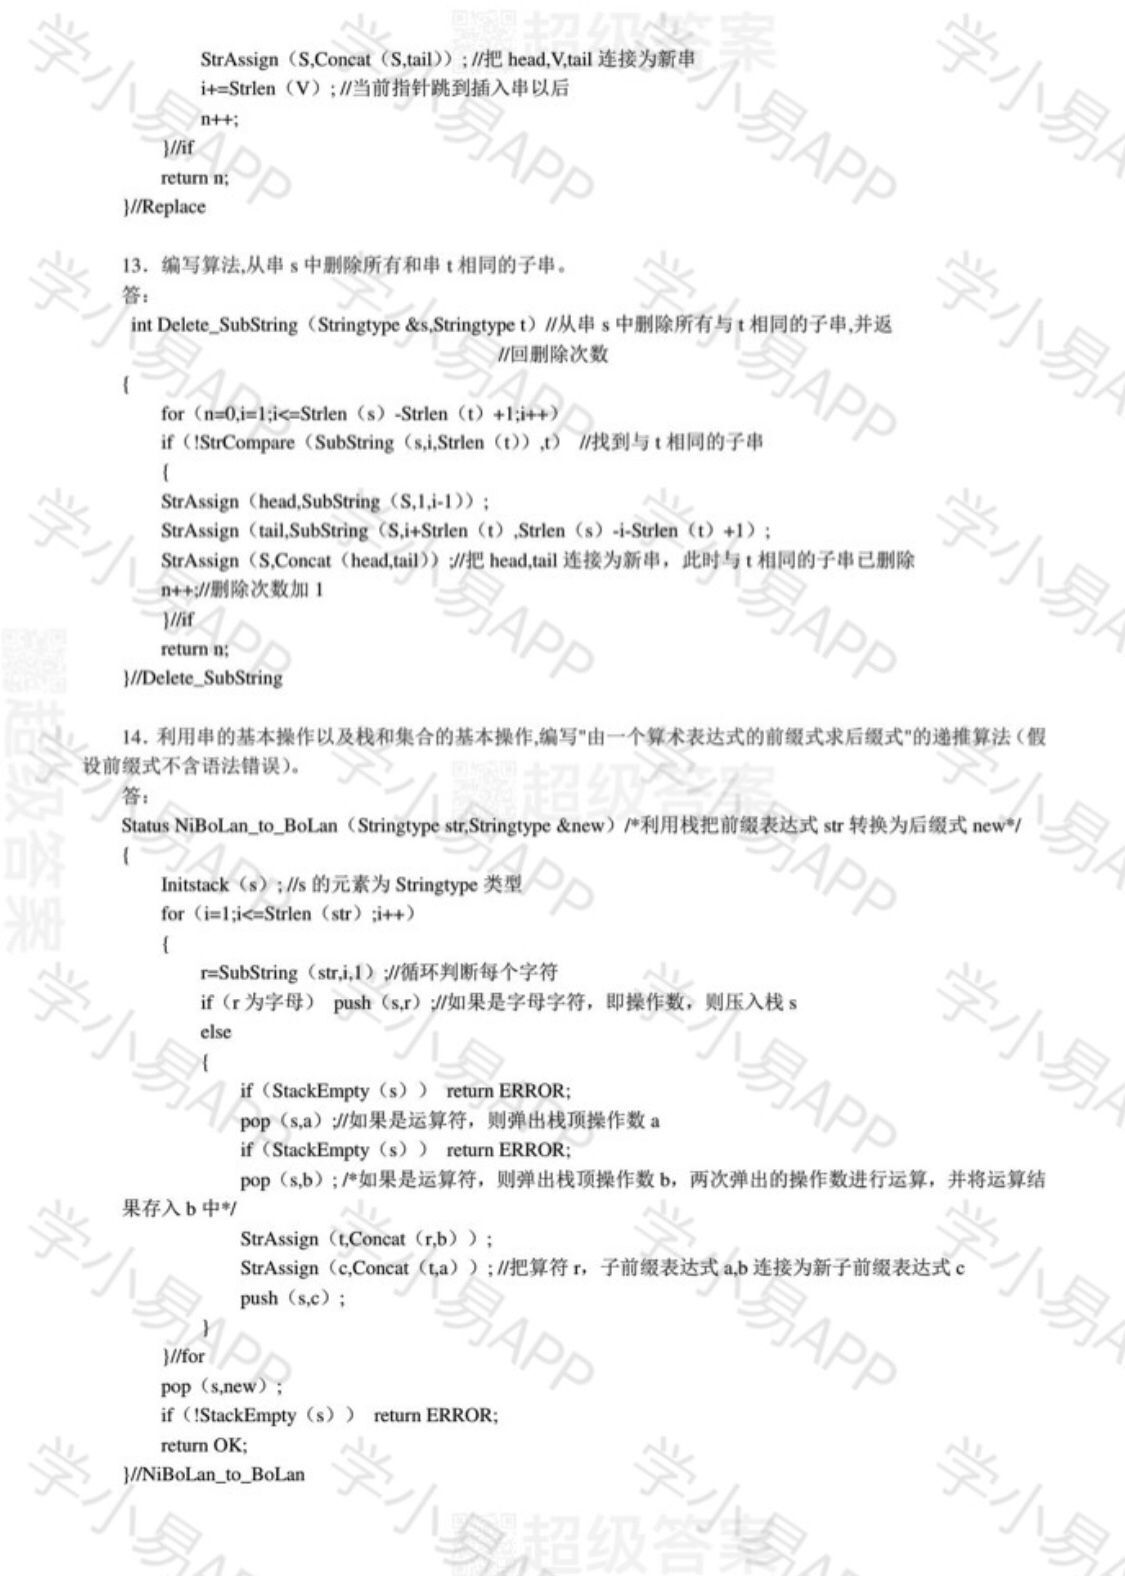 StrAssign（S,Concat（S,tail））; //把 head,V,tail 连接为新串
i+=Strlen（V）; //当前指针跳到插入串以后
n++;
}//if
return n;
}//Replace
13．编写算法,从串 s 中删除所有和串 t 相同的子串。
答：
int Delete_SubString（Stringtype &s,Stringtype t）//从串 s 中删除所有与 t 相同的子串,并返
//回删除次数
{
for（n=0,i=1;i<=Strlen（s）-Strlen（t）+1;i++）
if（!StrCompare（SubString（s,i,Strlen（t））,t） //找到与 t 相同的子串
{
StrAssign（head,SubString（S,1,i-1））;
StrAssign（tail,SubString（S,i+Strlen（t）,Strlen（s）-i-Strlen（t）+1）;
StrAssign（S,Concat（head,tail））;//把 head,tail 连接为新串，此时与 t 相同的子串已删除
n++;//删除次数加 1
}//if
return n;
}//Delete_SubString
14．利用串的基本操作以及栈和集合的基本操作,编写"由一个算术表达式的前缀式求后缀式"的递推算法（假
设前缀式不含语法错误）。
答：
Status NiBoLan_to_BoLan（Stringtype str,Stringtype &new）/*利用栈把前缀表达式 str 转换为后缀式 new*/
{
Initstack（s）; //s 的元素为 Stringtype 类型
for（i=1;i<=Strlen（str）;i++）
{
r=SubString（str,i,1）;//循环判断每个字符
if（r 为字母） push（s,r）;//如果是字母字符，即操作数，则压入栈 s
else
{
if（StackEmpty（s）） return ERROR;
pop（s,a）;//如果是运算符，则弹出栈顶操作数 a
if（StackEmpty（s）） return ERROR;
pop（s,b）; /*如果是运算符，则弹出栈顶操作数 b，两次弹出的操作数进行运算，并将运算结
果存入 b 中*/
StrAssign（t,Concat（r,b））;
StrAssign（c,Concat（t,a））; //把算符 r，子前缀表达式 a,b 连接为新子前缀表达式 c
push（s,c）;
}
}//for
pop（s,new）;
if（!StackEmpty（s）） return ERROR;
return OK;
}//NiBoLan_to_BoLan
学小易APP
超级答案